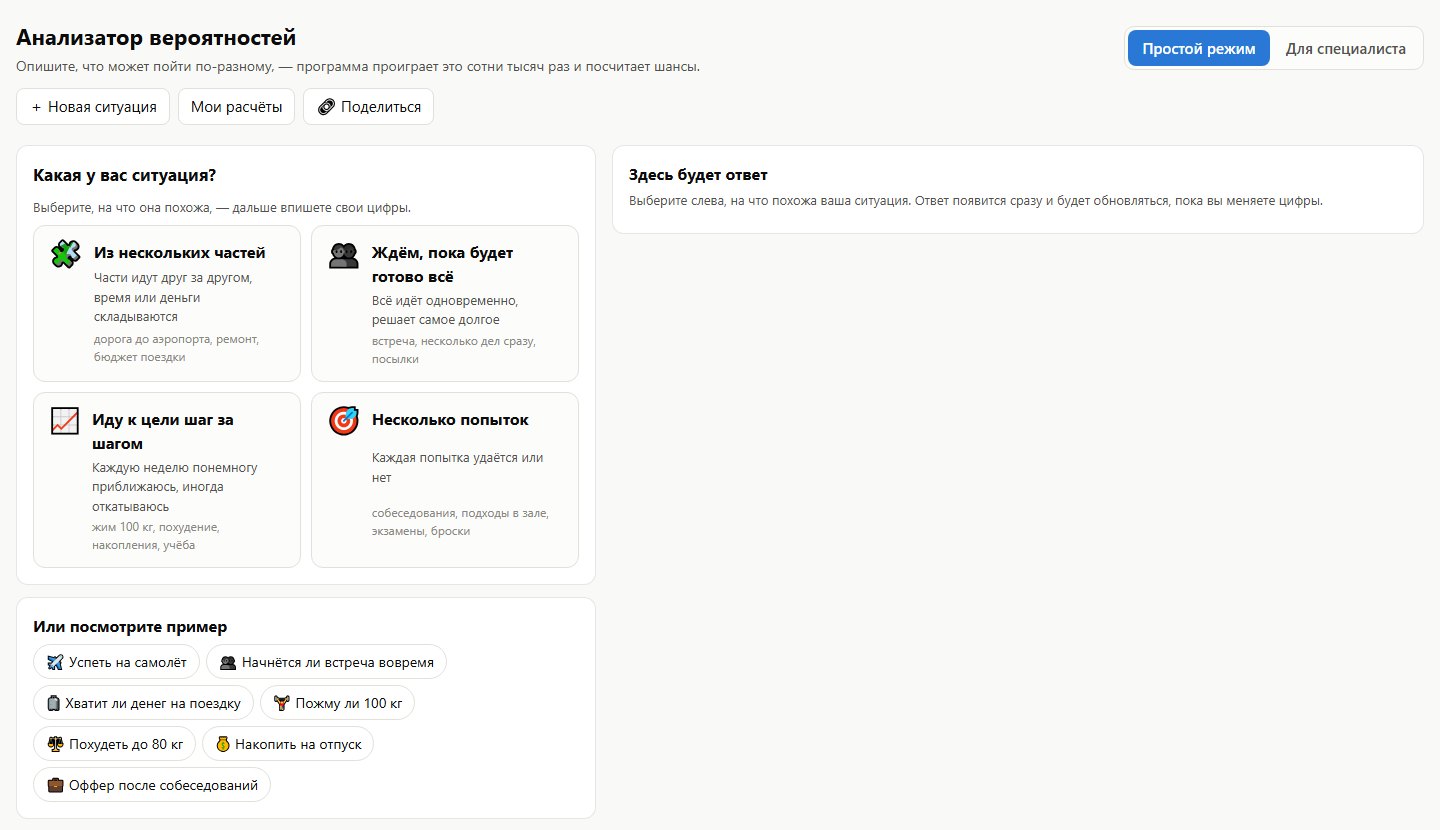 Анализатор вероятностей
Опишите, что может пойти по-разному, — программа проиграет это сотни тысяч раз и посчитает шансы.
Простой режим
Для специалиста
+ Новая ситуация
Мои расчёты
Поделиться
Какая у вас ситуация?
Выберите, на что она похожа, — дальше впишете свои цифры.
Из нескольких частей
Части идут друг за другом,
время или деньги
складываются
дорога до аэропорта, ремонт,
бюджет поездки
Ждём, пока будет
готово всё
Всё идёт одновременно,
решает самое долгое
встреча, несколько дел сразу,
посылки
Иду к цели шаг за
шагом
Каждую неделю понемногу
приближаюсь, иногда
откатываюсь
жим 100 кг, похудение,
накопления, учёба
Несколько попыток
Каждая попытка удаётся или
нет
собеседования, подходы в зале,
экзамены, броски
Или посмотрите пример
Успеть на самолёт
Начнётся ли встреча вовремя
Хватит ли денег на поездку
Пожму ли 100 кг
Похудеть до 80 кг
Накопить на отпуск
Оффер после собеседований
Здесь будет ответ
Выберите слева, на что похожа ваша ситуация. Ответ появится сразу и будет обновляться, пока вы меняете цифры.